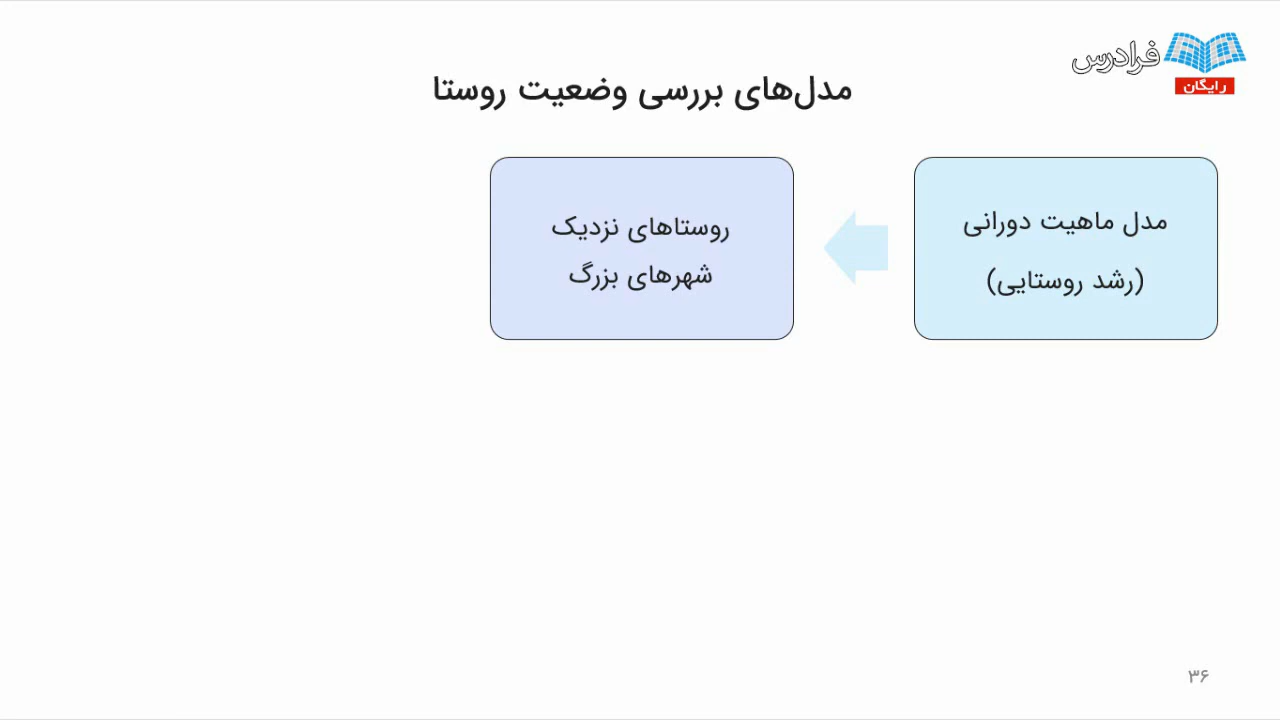 فرادرس
رایگان
مدل‌های بررسی وضعیت روستا
مدل ماهیت دورانی
(رشد روستایی)
روستاهای نزدیک
شهرهای بزرگ
۳۶